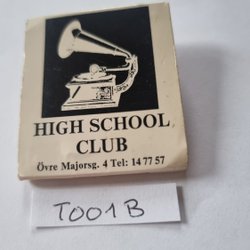 HIGH SCHOOL
CLUB
Övre Majorsg. 4 Tel: 14 77 57
T001B